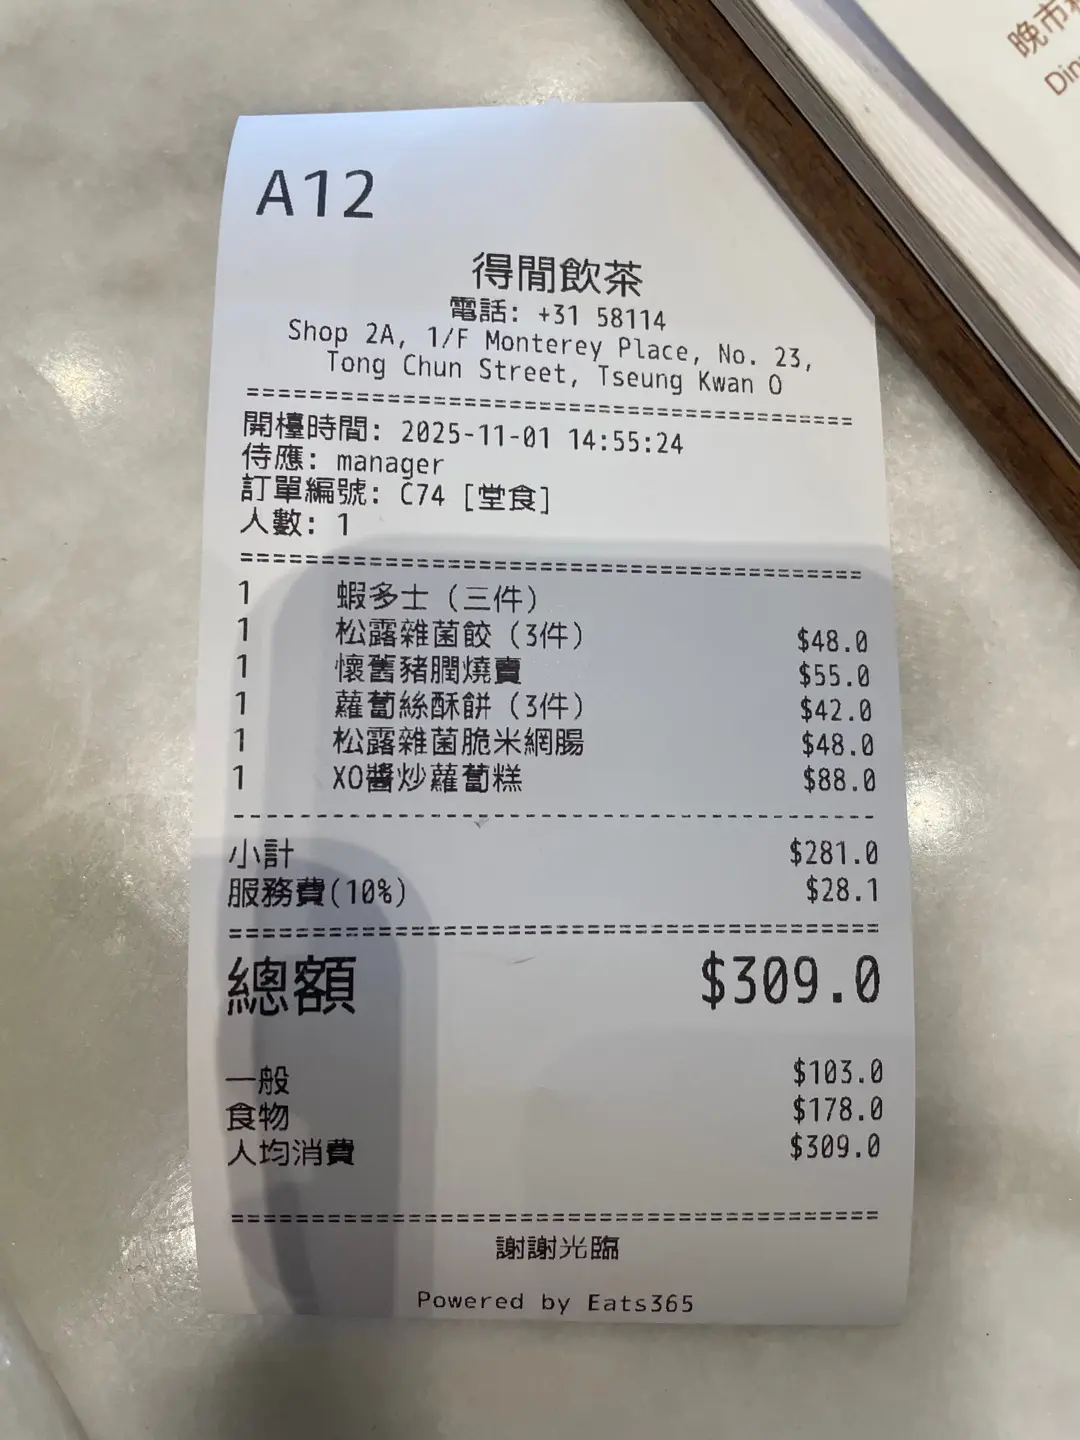 晚市
Din
A12
得閒飲茶
電話: +31 58114
Shop 2A, 1/F Monterey Place, No. 23,
Tong Chun Street, Tseung Kwan O
======================================
開檯時間: 2025-11-01 14:55:24
侍應: manager
訂單編號: C74 [堂食]
人數: 1
======================================
1 蝦多士 (三件)
1 松露雜菌餃 (3件) $48.0
1 懷舊豬膶燒賣 $55.0
1 蘿蔔絲酥餅 (3件) $42.0
1 松露雜菌脆米網腸 $48.0
1 XO醬炒蘿蔔糕 $88.0
--------------------------------------
小計 $281.0
服務費(10%) $28.1
======================================
總額 $309.0
一般 $103.0
食物 $178.0
人均消費 $309.0
======================================
謝謝光臨
Powered by Eats365